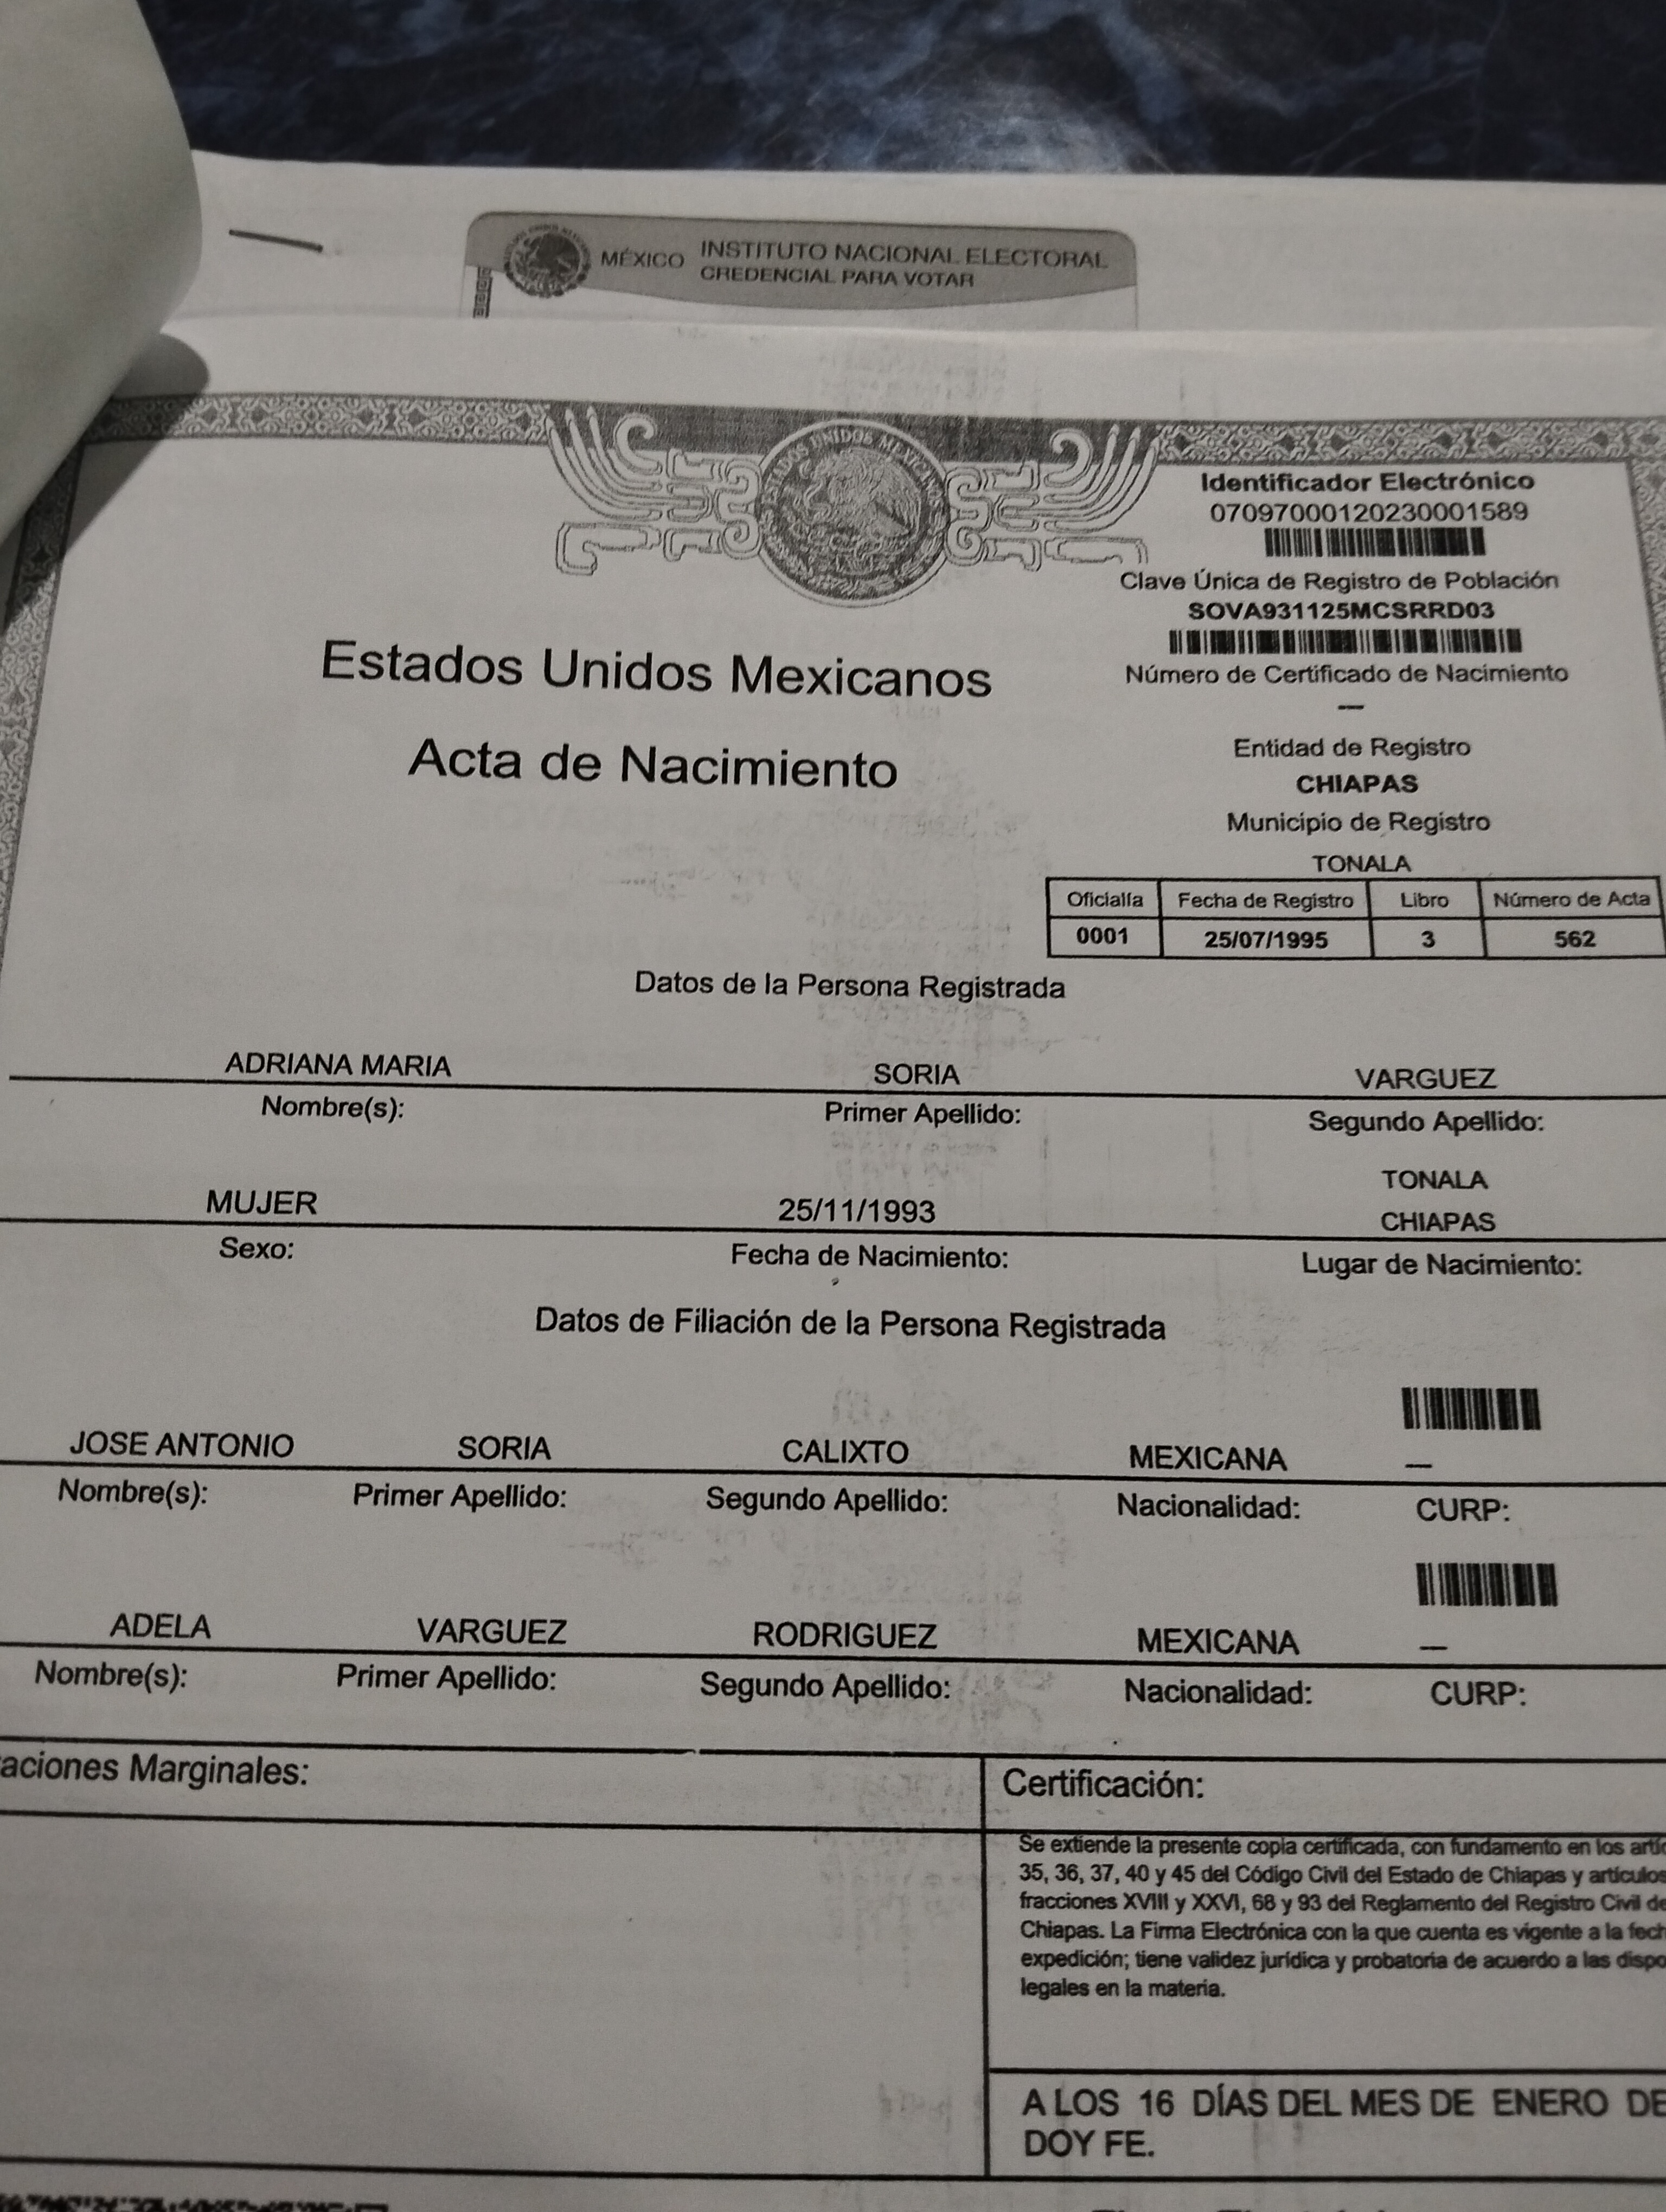 MÉXICO INSTITUTO NACIONAL ELECTORAL
CREDENCIAL PARA VOTAR
Identificador Electrónico
07097000120230001589
Clave Única de Registro de Población
SOVA931125MCSRRD03
Número de Certificado de Nacimiento
—
Estados Unidos Mexicanos
Acta de Nacimiento
Entidad de Registro
CHIAPAS
Municipio de Registro
TONALA
Oficialía Fecha de Registro Libro Número de Acta
0001 25/07/1995 3 562
Datos de la Persona Registrada
ADRIANA MARIA SORIA VARGUEZ
Nombre(s): Primer Apellido: Segundo Apellido:
TONALA
MUJER 25/11/1993 CHIAPAS
Sexo: Fecha de Nacimiento: Lugar de Nacimiento:
Datos de Filiación de la Persona Registrada
JOSE ANTONIO SORIA CALIXTO MEXICANA —
Nombre(s): Primer Apellido: Segundo Apellido: Nacionalidad: CURP:
ADELA VARGUEZ RODRIGUEZ MEXICANA —
Nombre(s): Primer Apellido: Segundo Apellido: Nacionalidad: CURP:
aciones Marginales:
Certificación:
Se extiende la presente copia certificada, con fundamento en los artíc
35, 36, 37, 40 y 45 del Código Civil del Estado de Chiapas y artículos
fracciones XVIII y XXVI, 68 y 93 del Reglamento del Registro Civil de
Chiapas. La Firma Electrónica con la que cuenta es vigente a la fech
expedición; tiene validez jurídica y probatoria de acuerdo a las dispo
legales en la materia.
A LOS 16 DÍAS DEL MES DE ENERO DE
DOY FE.